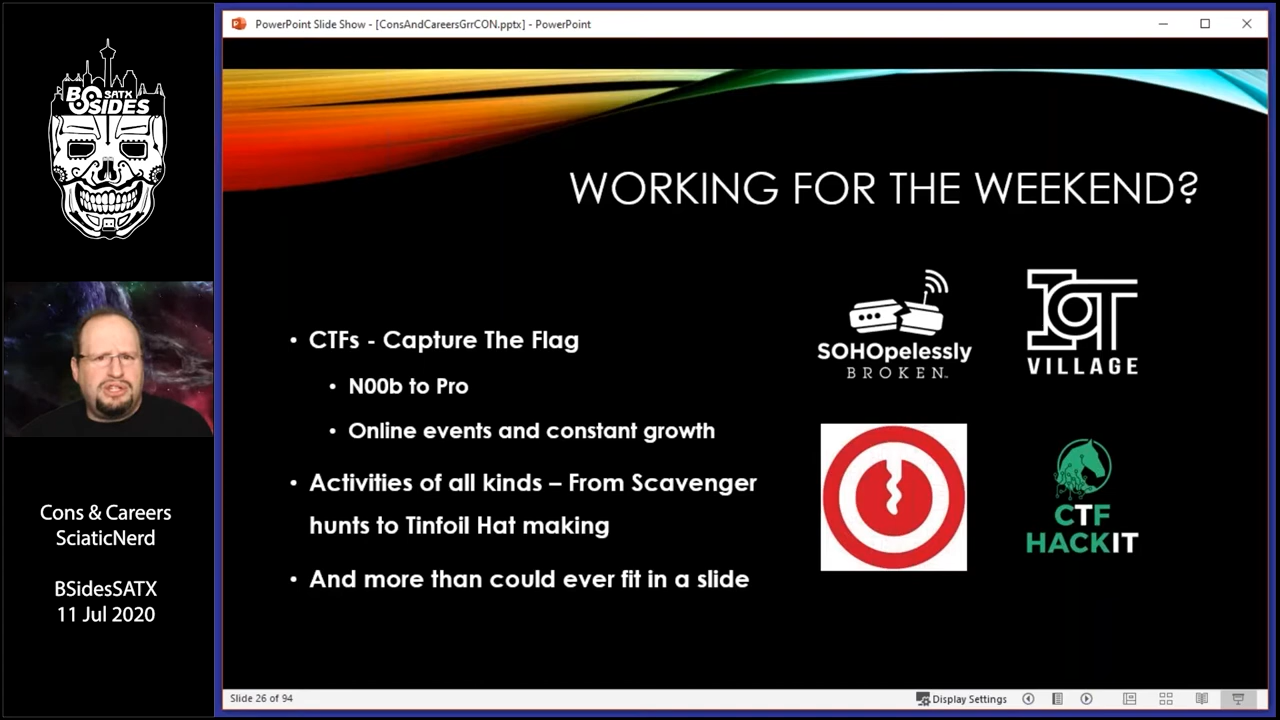 PowerPoint Slide Show - [ConsAndCareersGrrCON.pptx] - PowerPoint
BSIDES
SATX
WORKING FOR THE WEEKEND?
• CTFs - Capture The Flag
• N00b to Pro
• Online events and constant growth
• Activities of all kinds – From Scavenger
hunts to Tinfoil Hat making
• And more than could ever fit in a slide
SOHOpelessly
BROKEN™
IOT
VILLAGE
CTF
HACKIT
Cons & Careers
SciaticNerd
BSidesSATX
11 Jul 2020
Slide 26 of 94
Display Settings